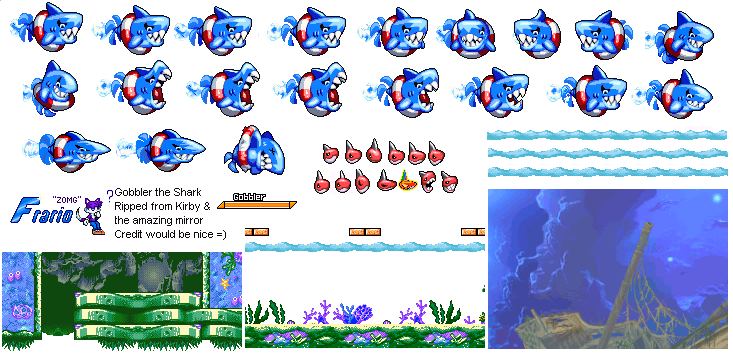 "ZOMG"
Frario
?
Gobbler the Shark
Ripped from Kirby &
the amazing mirror
Credit would be nice =)
Gobbler